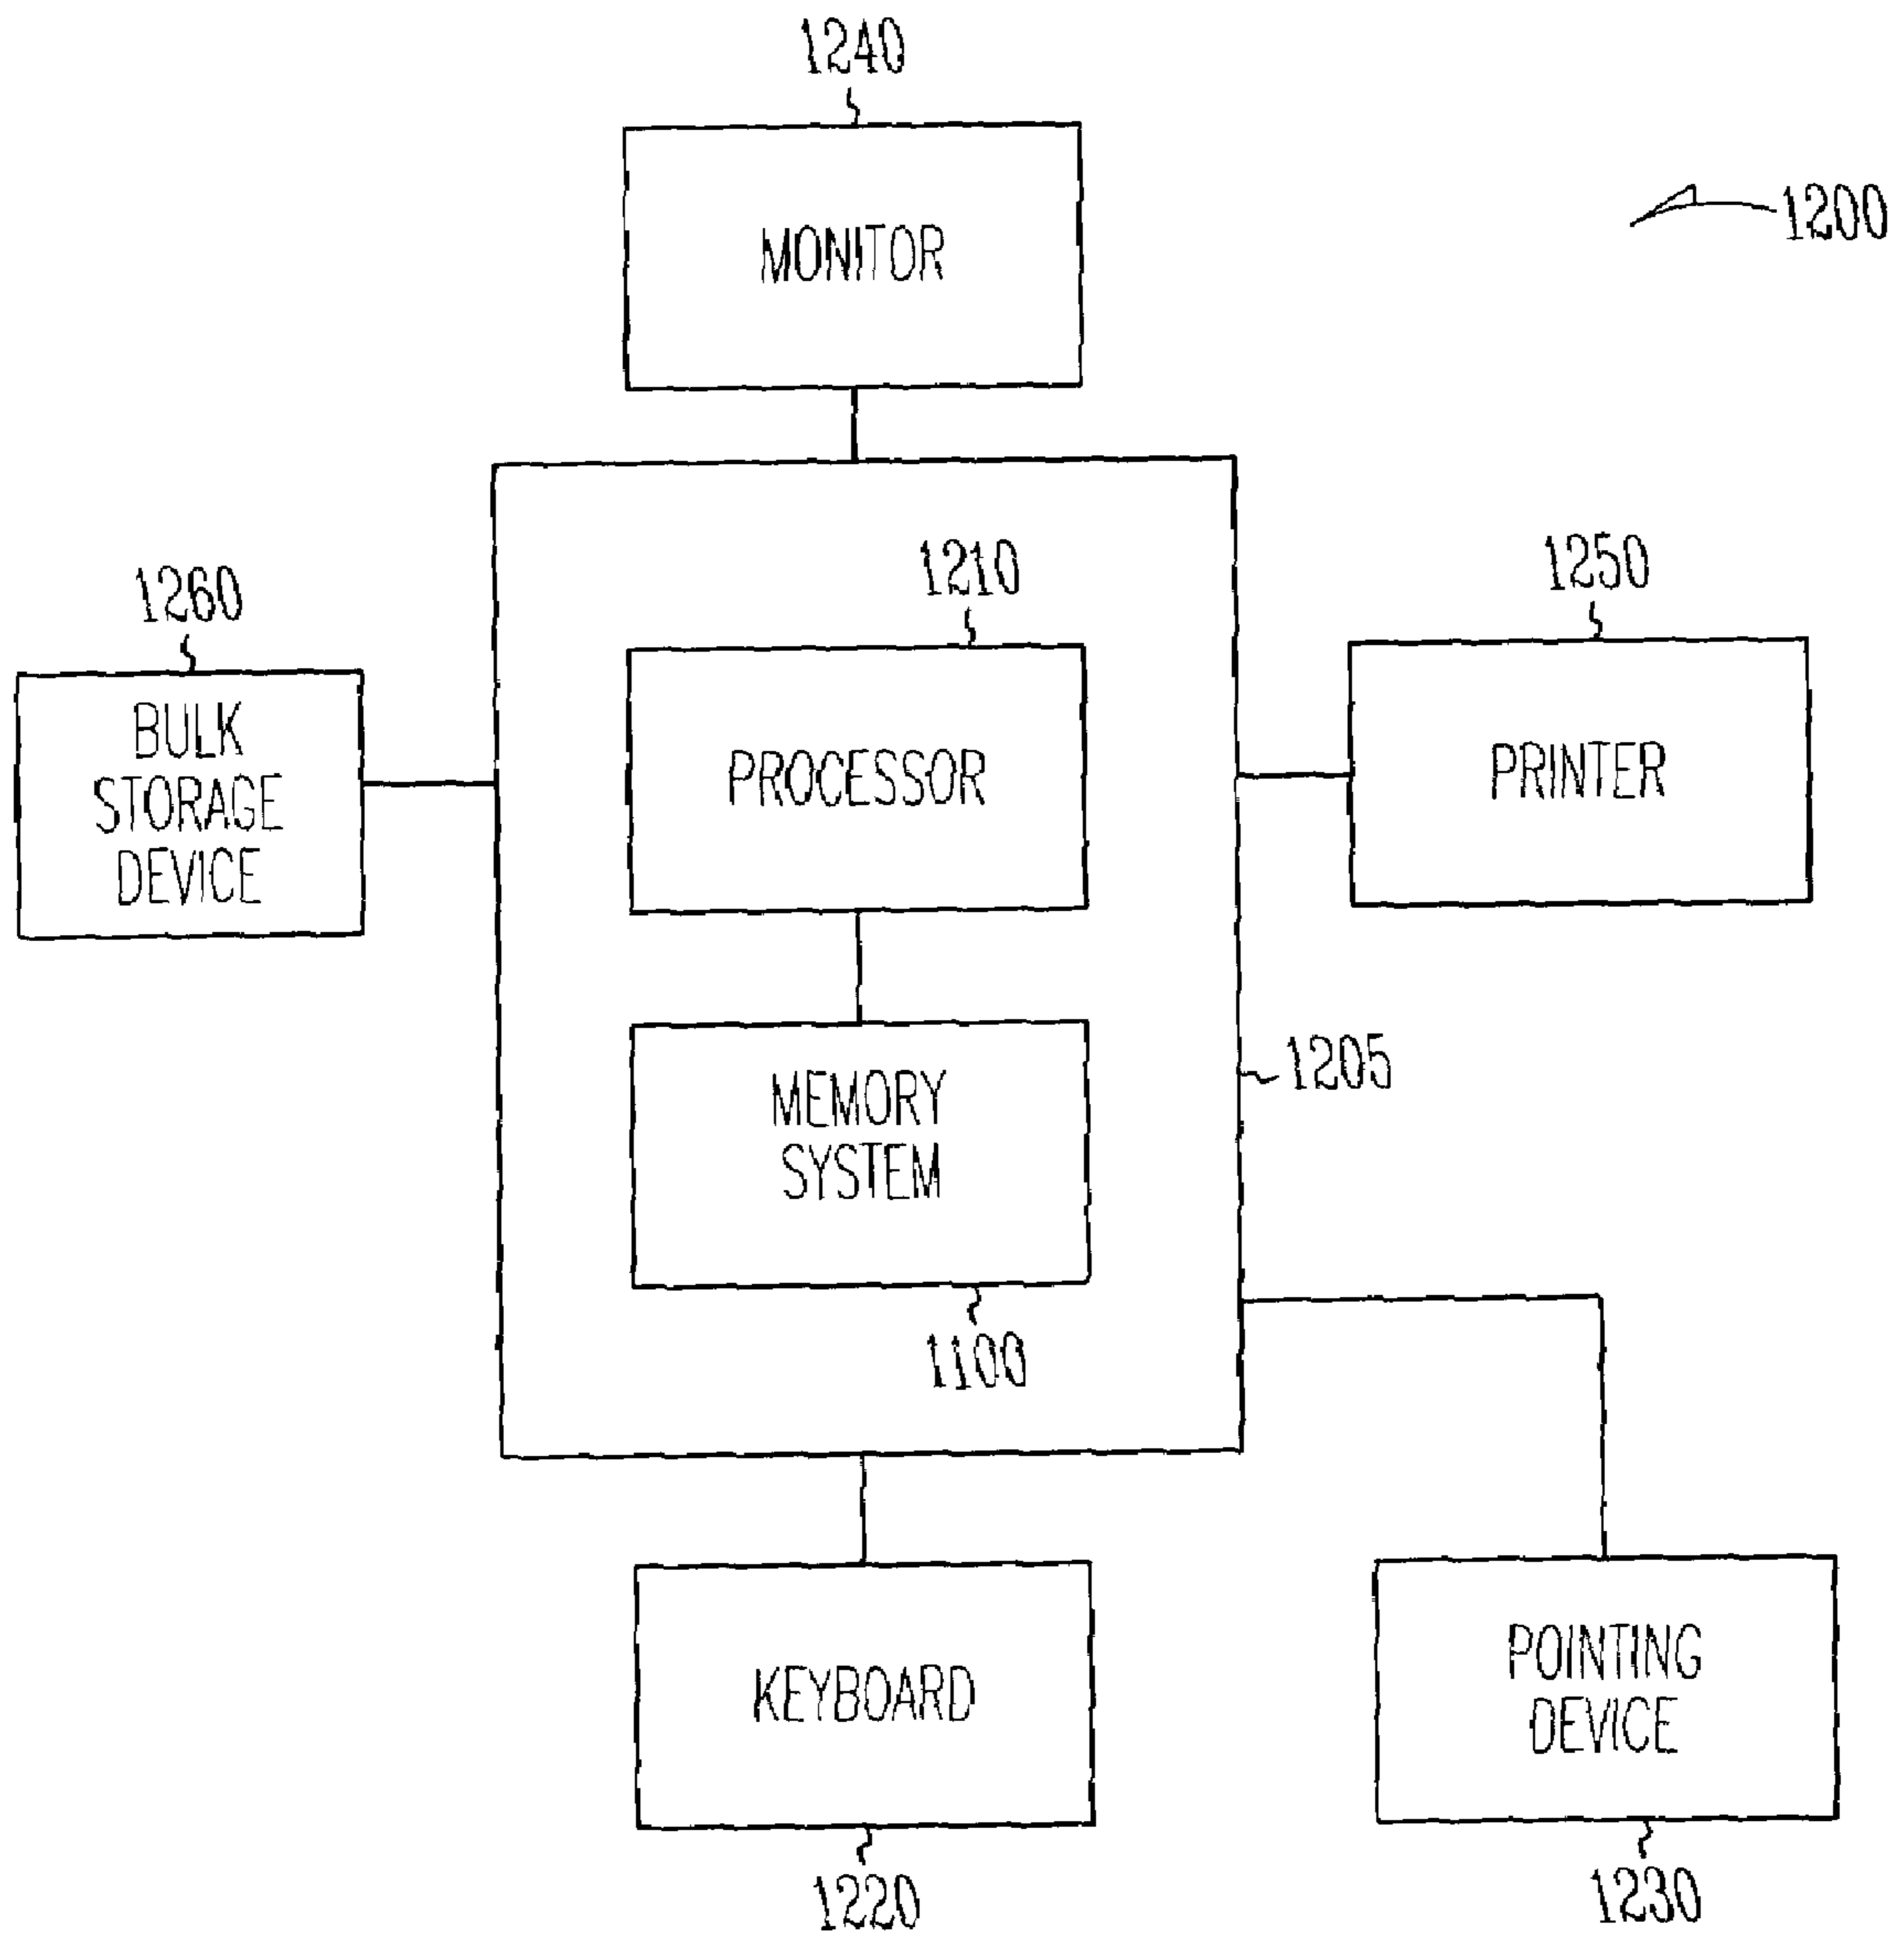 1240
MONITOR
1200
1210
1250
1260
BULK
STORAGE
DEVICE
PROCESSOR
PRINTER
1205
MEMORY
SYSTEM
1100
KEYBOARD
POINTING
DEVICE
1220
1230